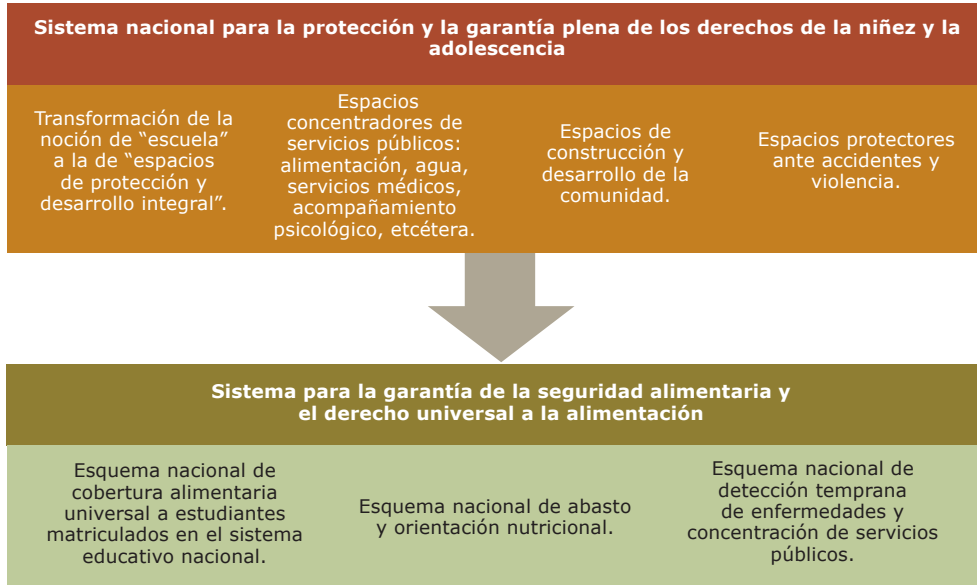 Sistema nacional para la protección y la garantía plena de los derechos de la niñez y la
adolescencia
Transformación de la
noción de “escuela”
a la de “espacios
de protección y
desarrollo integral”.
Espacios
concentradores de
servicios públicos:
alimentación, agua,
servicios médicos,
acompañamiento
psicológico, etcétera.
Espacios de
construcción y
desarrollo de la
comunidad.
Espacios protectores
ante accidentes y
violencia.
Sistema para la garantía de la seguridad alimentaria y
el derecho universal a la alimentación
Esquema nacional de
cobertura alimentaria
universal a estudiantes
matriculados en el sistema
educativo nacional.
Esquema nacional de abasto
y orientación nutricional.
Esquema nacional de
detección temprana
de enfermedades y
concentración de servicios
públicos.